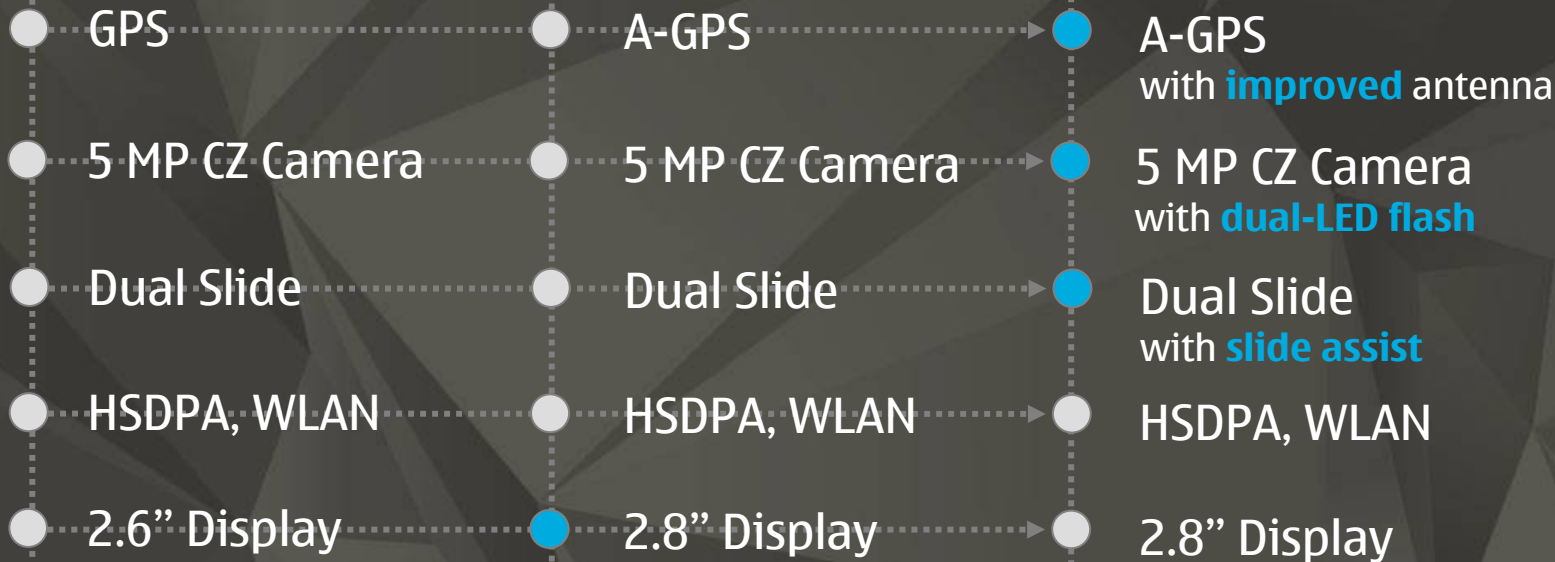 GPS
A-GPS
A-GPS
with improved antenna
5 MP CZ Camera
5 MP CZ Camera
5 MP CZ Camera
with dual-LED flash
Dual Slide
Dual Slide
Dual Slide
with slide assist
HSDPA, WLAN
HSDPA, WLAN
HSDPA, WLAN
2.6” Display
2.8” Display
2.8” Display